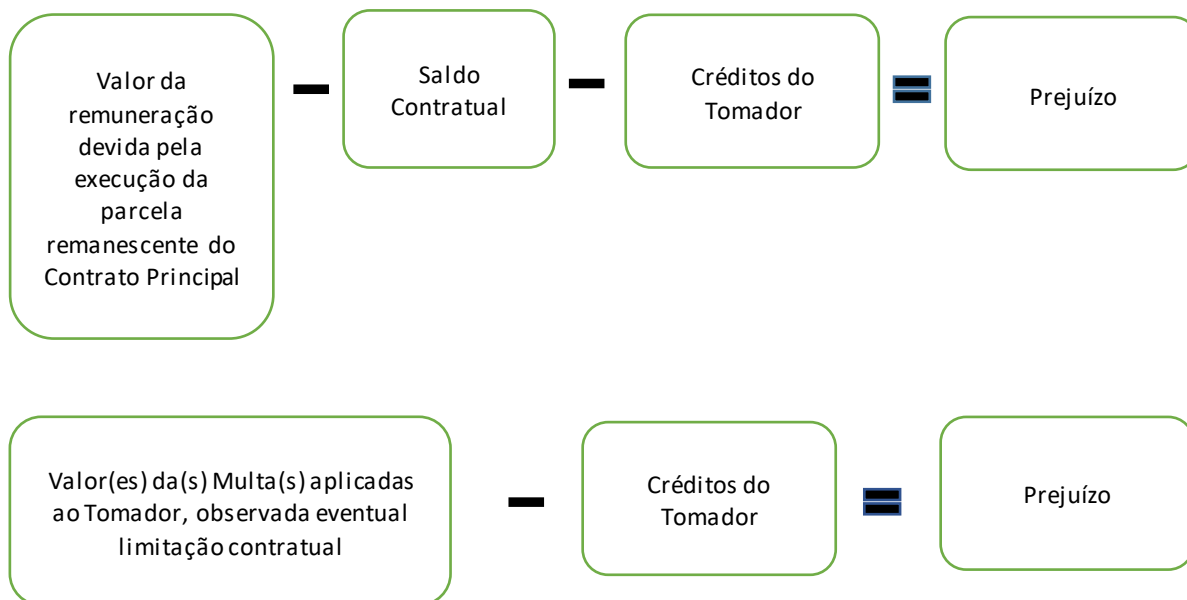 Valor da
remuneração
devida pela
execução da
parcela
remanescente do
Contrato Principal
Saldo
Contratual
Créditos do
Tomador
Prejuízo
Valor(es) da(s) Multa(s) aplicadas
ao Tomador, observada eventual
limitação contratual
Créditos do
Tomador
Prejuízo